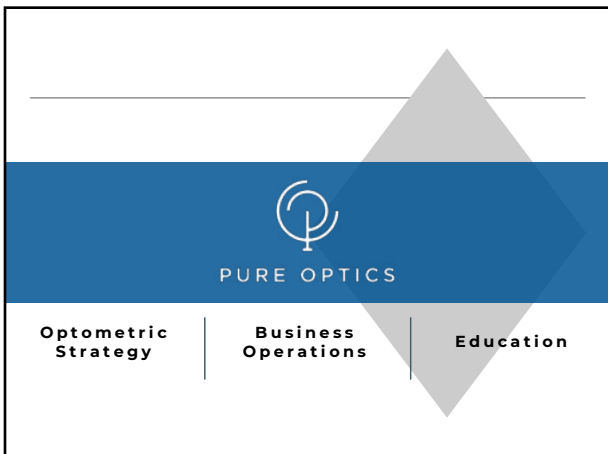 PURE OPTICS
Optometric
Strategy
Business
Operations
Education